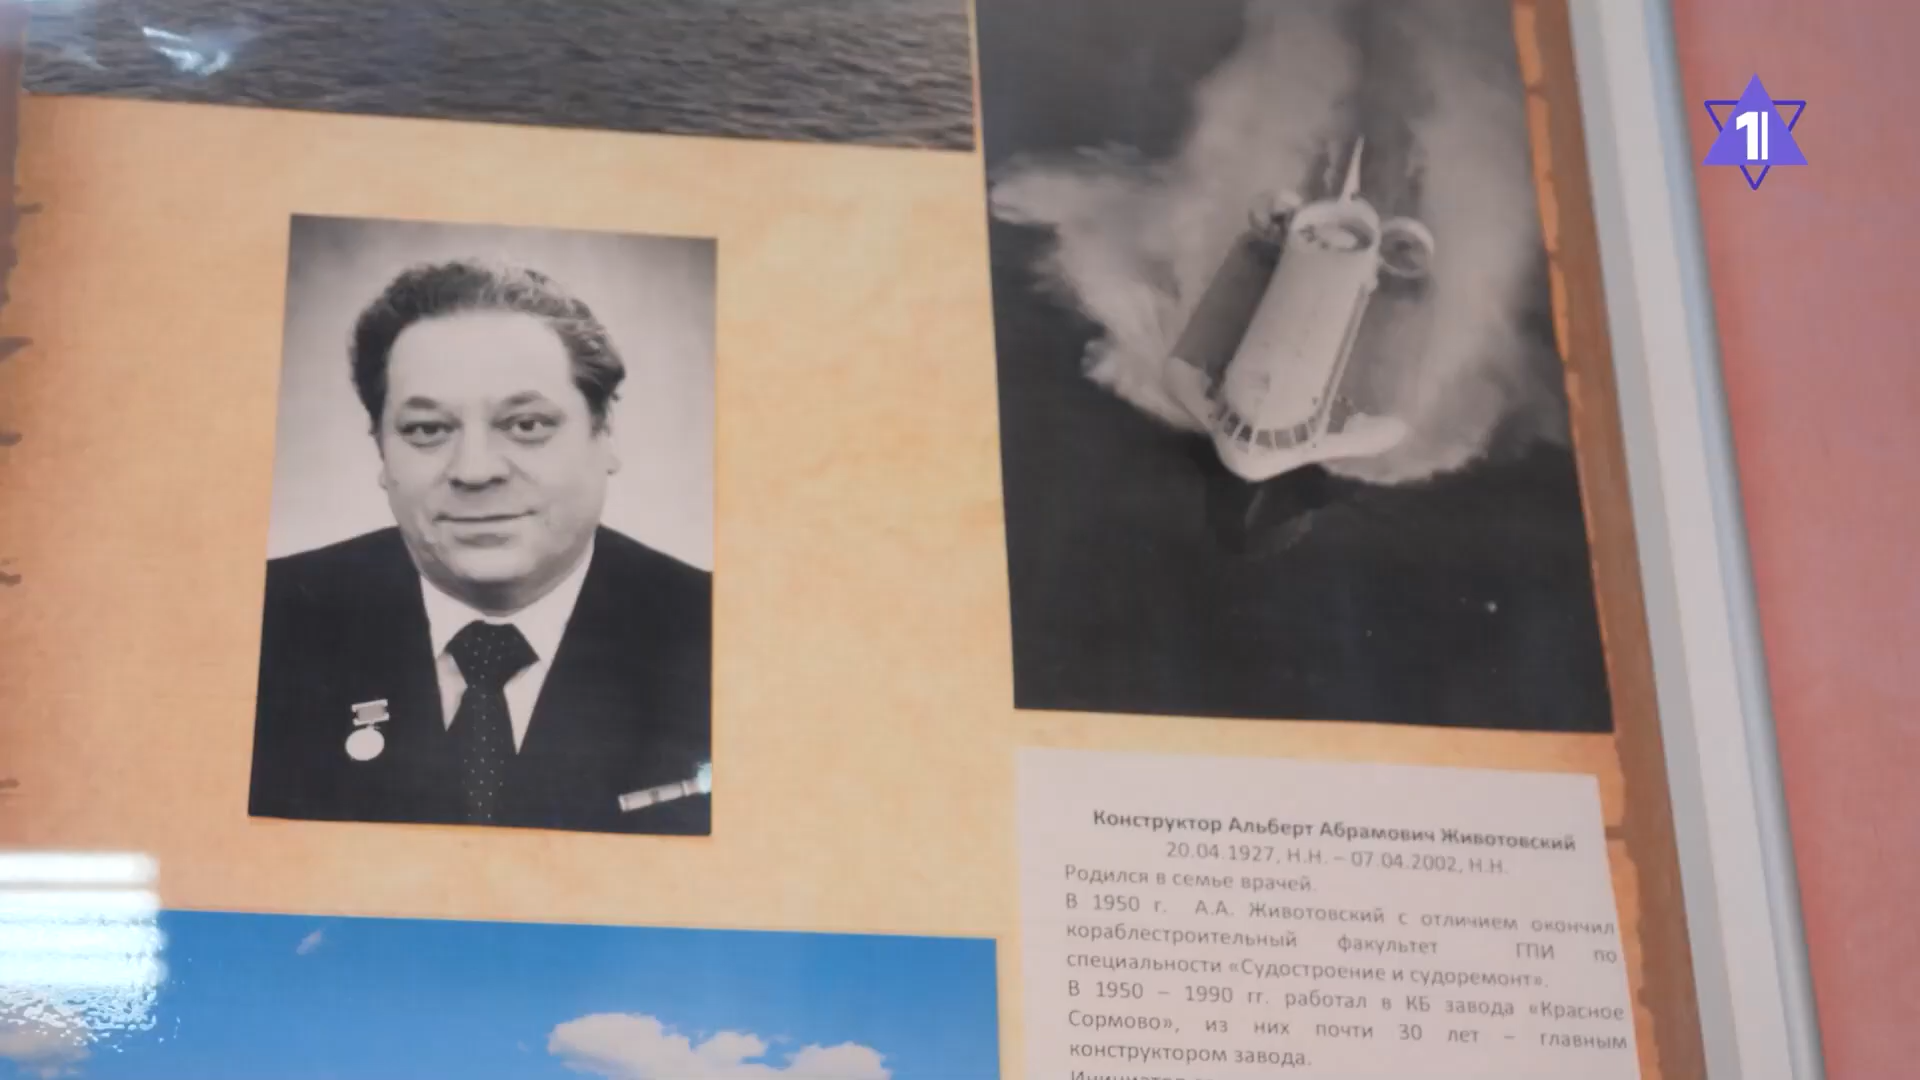 1
Конструктор Альберт Абрамович Животовский
20.04.1927, Н.Н. – 07.04.2002, Н.Н.
Родился в семье врачей.
В 1950 г. А.А. Животовский с отличием окончил
кораблестроительный факультет ГПИ по
специальности «Судостроение и судоремонт».
В 1950 – 1990 гг. работал в КБ завода «Красное
Сормово», из них почти 30 лет – главным
конструктором завода.